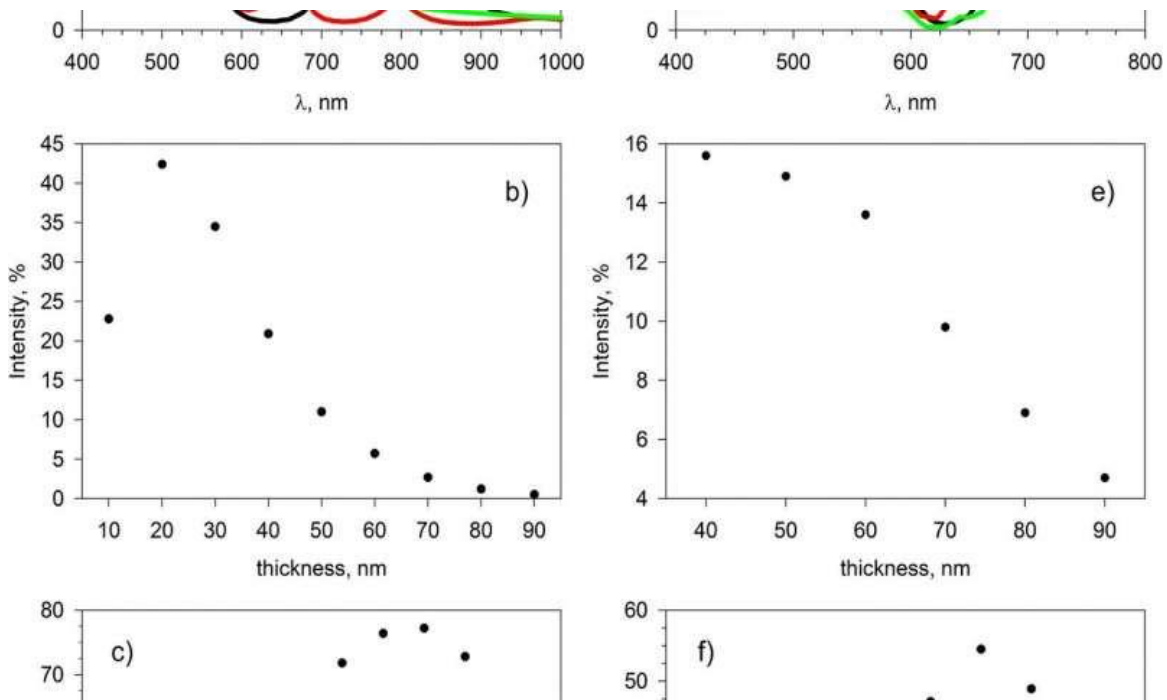 0
400 500 600 700 800 900 1000
λ, nm
0
400 500 600 700 800
λ, nm
45
40
35
30
25
20
15
10
5
0
Intensity, %
b)
10 20 30 40 50 60 70 80 90
thickness, nm
16
14
12
10
8
6
4
Intensity, %
e)
40 50 60 70 80 90
thickness, nm
80
70
c)
60
50
f)